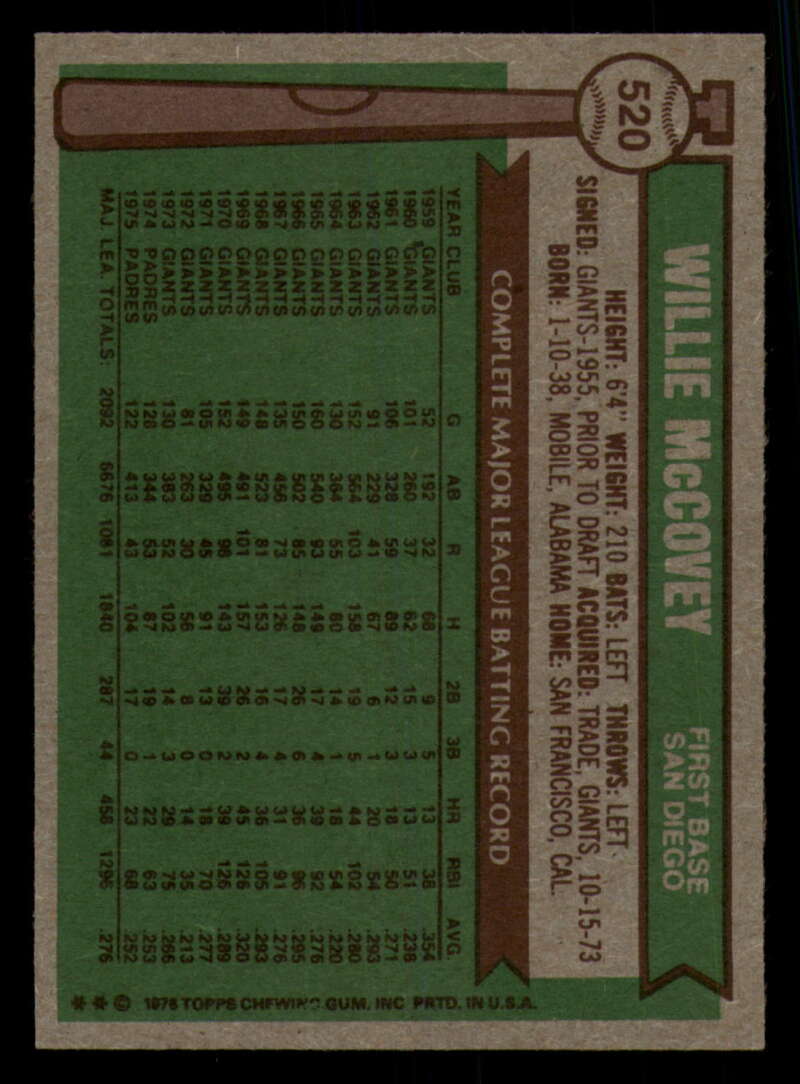 520
WILLIE McCOVEY
FIRST BASE
SAN DIEGO
HEIGHT: 6'4" WEIGHT: 210 BATS: LEFT THROWS: LEFT
SIGNED: GIANTS-1955, PRIOR TO DRAFT ACQUIRED: TRADE, GIANTS, 10-15-73
BORN: 1-10-38, MOBILE, ALABAMA HOME: SAN FRANCISCO, CAL.
COMPLETE MAJOR LEAGUE BATTING RECORD
YEAR CLUB G AB R H 2B 3B HR RBI AVG.
1959 GIANTS 52 192 32 68 9 5 13 38 .354
1960 GIANTS 101 260 37 62 15 3 13 51 .238
1961 GIANTS 106 328 59 89 12 3 18 50 .271
1962 GIANTS 91 229 41 67 6 1 20 54 .293
1963 GIANTS 152 564 103 158 19 5 44 102 .280
1964 GIANTS 130 364 55 80 14 1 18 54 .220
1965 GIANTS 160 540 93 149 17 4 39 92 .276
1966 GIANTS 150 502 85 148 26 6 36 96 .295
1967 GIANTS 135 456 73 126 17 4 31 91 .276
1968 GIANTS 148 523 81 153 16 4 36 105 .293
1969 GIANTS 149 491 101 157 26 2 45 126 .320
1970 GIANTS 152 495 98 143 39 2 39 126 .289
1971 GIANTS 105 329 45 91 13 0 18 70 .277
1972 GIANTS 81 263 30 56 8 0 14 35 .213
1973 GIANTS 130 383 52 102 14 3 29 75 .266
1974 PADRES 128 344 53 87 19 1 22 63 .253
1975 PADRES 122 413 43 104 17 0 23 68 .252
MAJ. LEA. TOTALS: 2092 6676 1081 1840 287 44 458 1296 .276
**© 1976 TOPPS CHEWING GUM, INC PRTD. IN U.S.A.